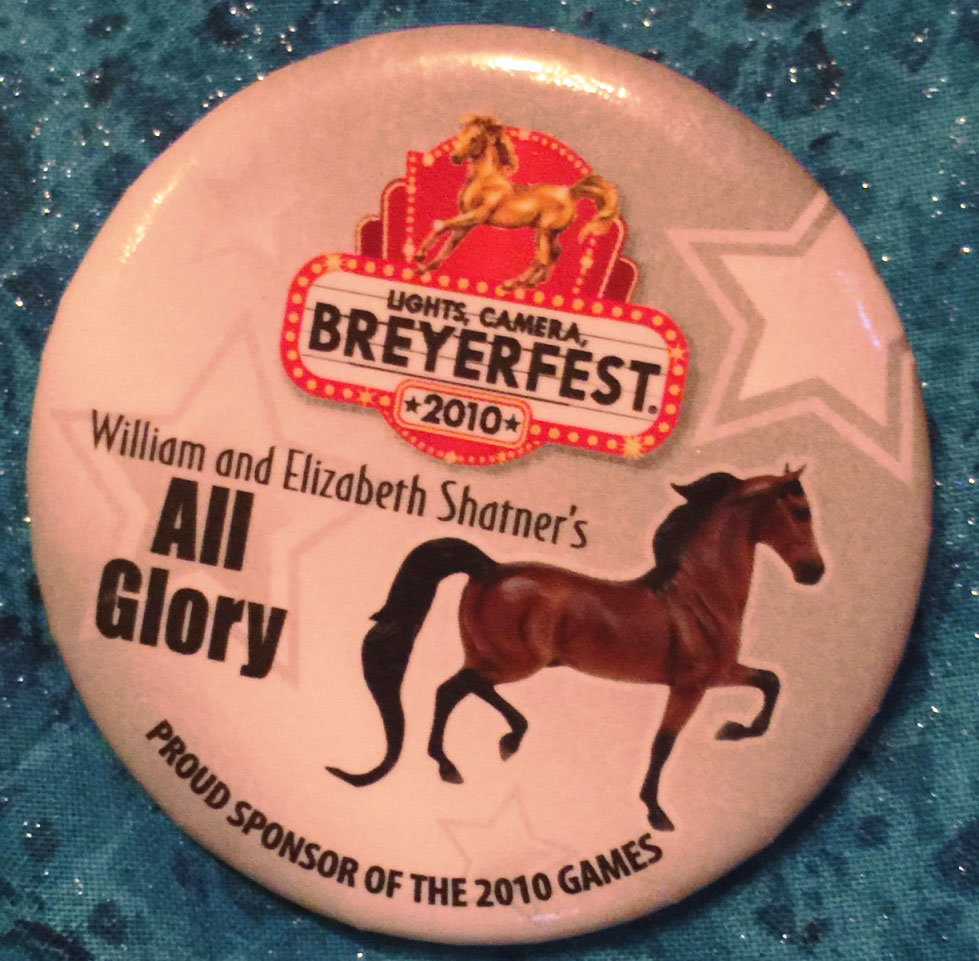 LIGHTS, CAMERA,
BREYERFEST.
★2010★
William and Elizabeth Shatner's
All
Glory
PROUD SPONSOR OF THE 2010 GAMES